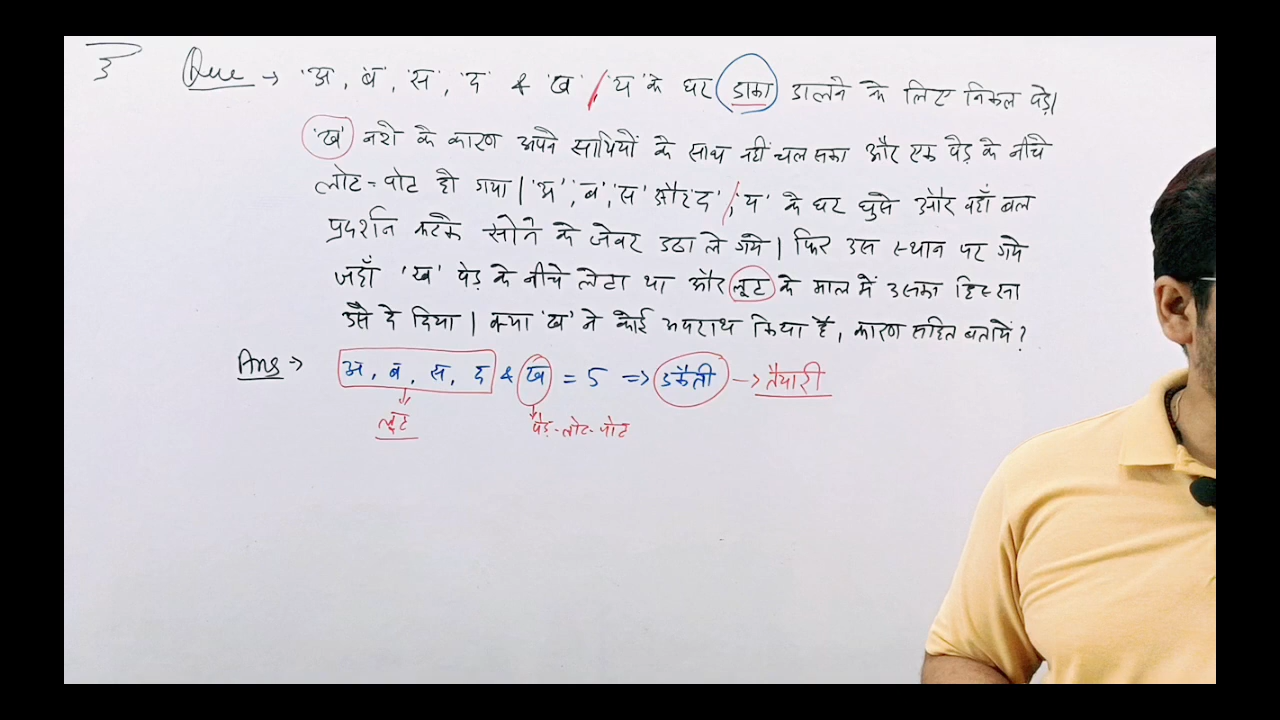 3 Que → 'अ', 'ब', 'स', 'द' & 'ख' / 'य' के घर डाका डालने के लिए निकल पड़े।
'ख' नशे के कारण अपने साथियों के साथ नहीं चल सका और एक पेड़ के नीचे
लोट-पोट हो गया। 'अ', 'ब', 'स' और 'द', 'य' के घर घुसे और वहाँ बल
प्रदर्शन करके सोने के जेवर उठा ले गये। फिर उस स्थान पर गये
जहाँ 'ख' पेड़ के नीचे लेटा था और लूट के माल में उसका हिस्सा
उसे दे दिया। क्या 'ख' ने कोई अपराध किया है, कारण सहित बतायें?
Ans → अ, ब, स, द & ख = 5 ⇒ डकैती → तैयारी
लूट पेड़-लोट-पोट